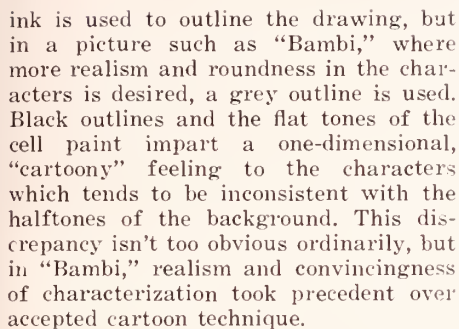 ink is used to outline the drawing, but
in a picture such as “Bambi,” where
more realism and roundness in the char-
acters is desired, a grey outline is used.
Black outlines and the flat tones of the
cell paint impart a one-dimensional,
“cartoony” feeling to the characters
which tends to be inconsistent with the
halftones of the background. This dis-
crepancy isn't too obvious ordinarily, but
in “Bambi,” realism and convincingness
of characterization took precedent over
accepted cartoon technique.